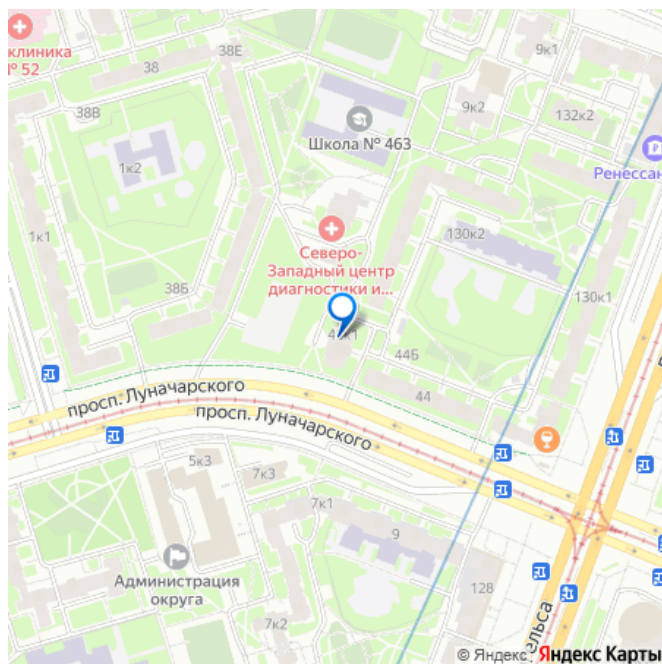 клиника
№ 52
38Е
38
38В
1к2
1к1
38Б
Школа № 463
9к1
9к2
132к2
Ренессан
130к2
Северо-
Западный центр
диагностики и...
130к1
44Б
44
просп. Луначарского
просп. Луначарского
5к3
7к3
7к1
9
Администрация
округа
7к2
128
ельса
© Яндекс Яндекс Карты